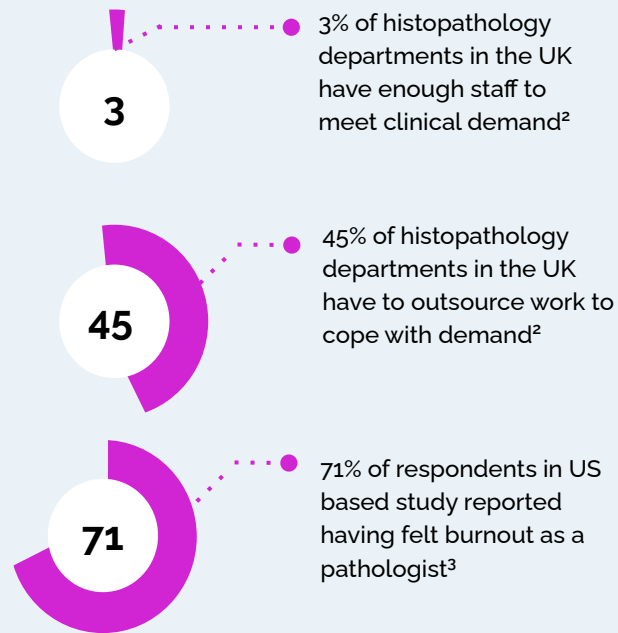 3
3% of histopathology
departments in the UK
have enough staff to
meet clinical demand²
45
45% of histopathology
departments in the UK
have to outsource work to
cope with demand²
71
71% of respondents in US
based study reported
having felt burnout as a
pathologist³